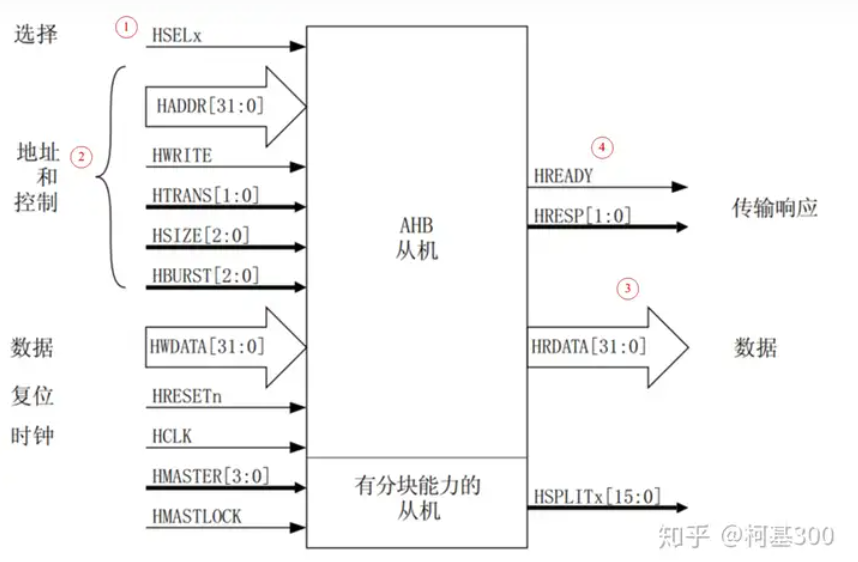 选择
①
HSELx
HADDR[31:0]
地址
和
控制
②
HWRITE
HTRANS[1:0]
HSIZE[2:0]
HBURST[2:0]
数据
HWDATA[31:0]
复位
HRESETn
时钟
HCLK
HMASTER[3:0]
HMASTLOCK
AHB
从机
有分块能力的
从机
④
HREADY
HRESP[1:0]
传输响应
③
HRDATA[31:0]
数据
HSPLITx[15:0]
知乎 @柯基300